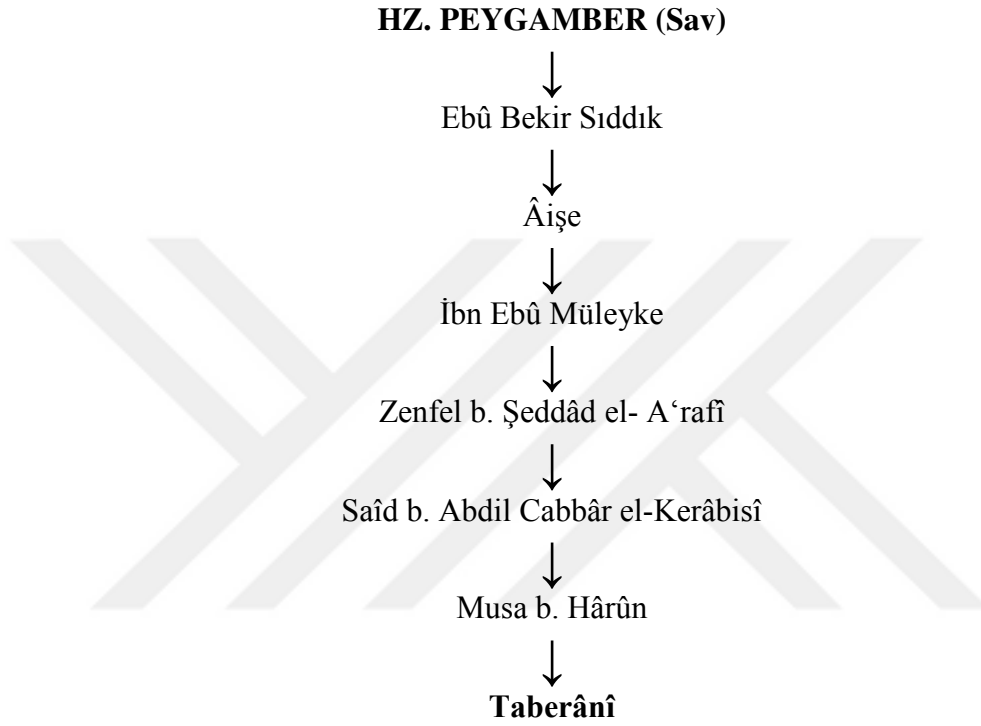 HZ. PEYGAMBER (Sav)
Ebû Bekir Sıddık
Âişe
İbn Ebû Müleyke
Zenfel b. Şeddâd el- A‘rafî
Saîd b. Abdil Cabbâr el-Kerâbisî
Musa b. Hârûn
Taberânî